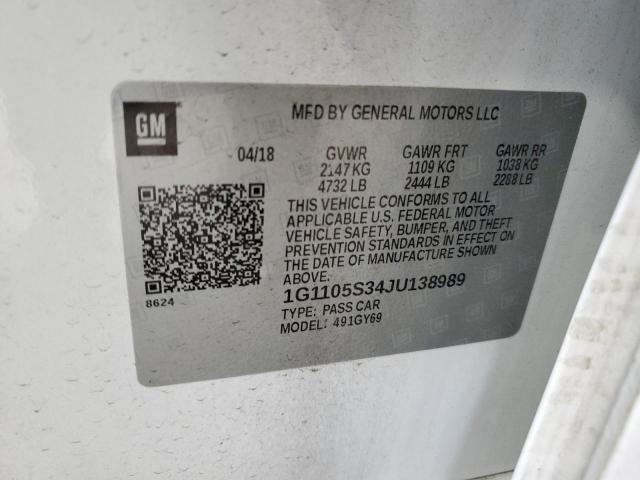 GM
MFD BY GENERAL MOTORS LLC
04/18 GVWR GAWR FRT GAWR RR
2147 KG 1109 KG 1038 KG
4732 LB 2444 LB 2288 LB
THIS VEHICLE CONFORMS TO ALL
APPLICABLE U.S. FEDERAL MOTOR
VEHICLE SAFETY, BUMPER, AND THEFT
PREVENTION STANDARDS IN EFFECT ON
THE DATE OF MANUFACTURE SHOWN
ABOVE.
8624
1G1105S34JU138989
TYPE: PASS CAR
MODEL: 491GY69